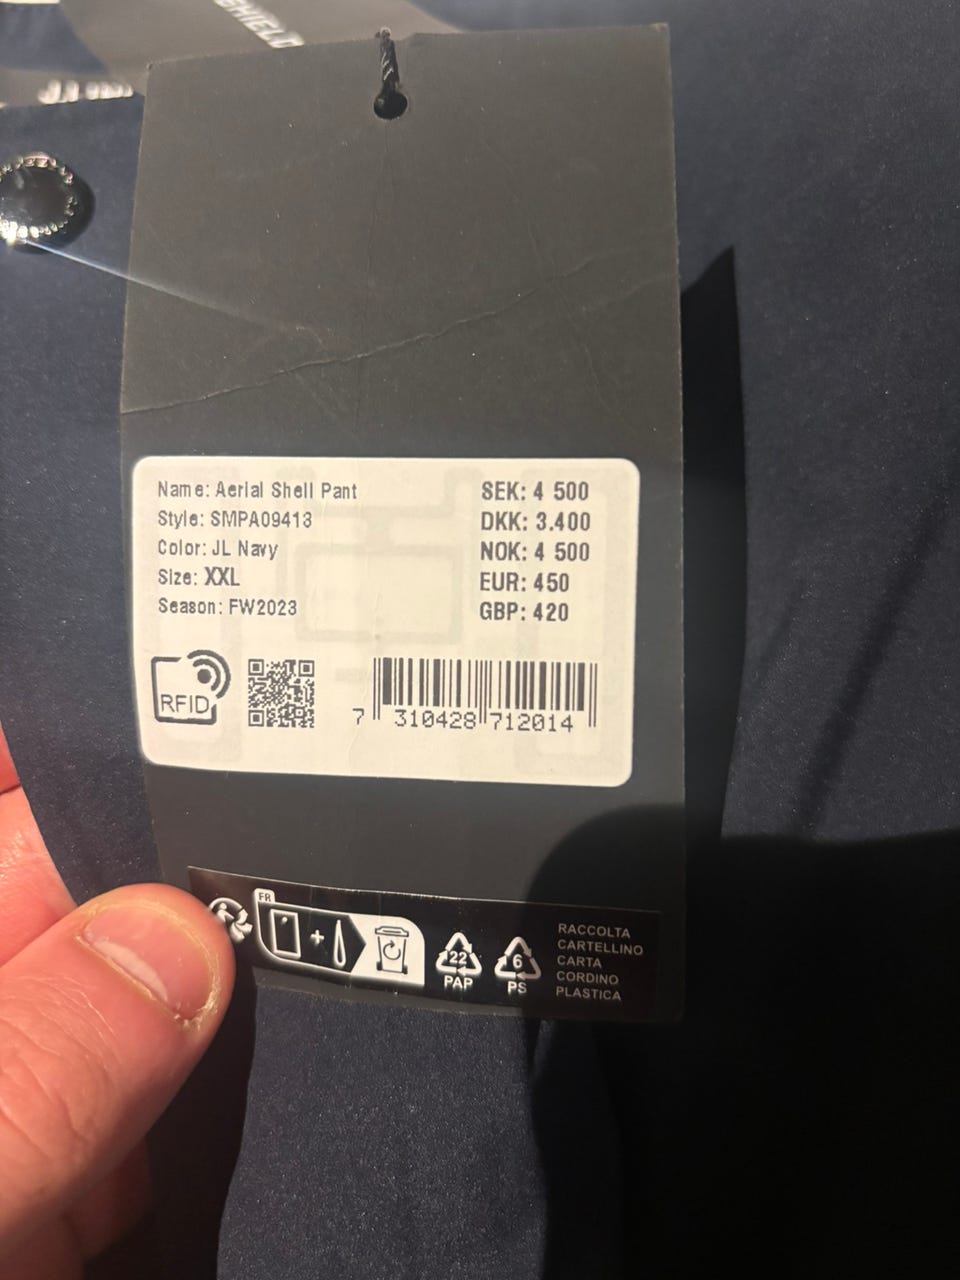 Name: Aerial Shell Pant
Style: SMPA09413
Color: JL Navy
Size: XXL
Season: FW2023
SEK: 4 500
DKK: 3.400
NOK: 4 500
EUR: 450
GBP: 420
RFID
7 310428 712014
FR
+
22
PAP
6
PS
RACCOLTA
CARTELLINO
CARTA
CORDINO
PLASTICA